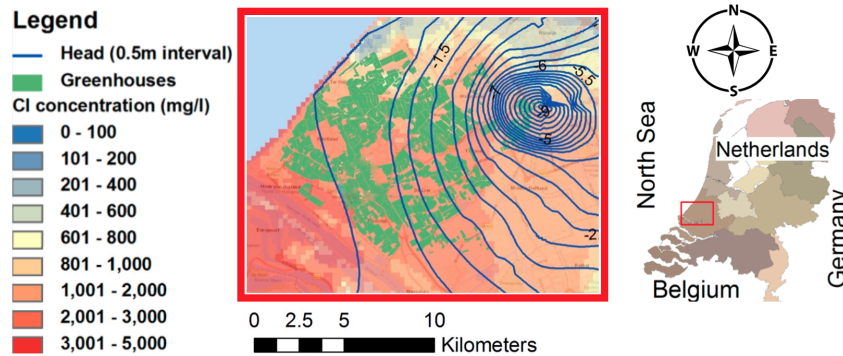 Legend
Head (0.5m interval)
Greenhouses
Cl concentration (mg/l)
0 - 100
101 - 200
201 - 400
401 - 600
601 - 800
801 - 1,000
1,001 - 2,000
2,001 - 3,000
3,001 - 5,000
-1.5
-5.5
-5
-2
0 2.5 5 10
Kilometers
N
W E
S
North Sea
Netherlands
Germany
Belgium